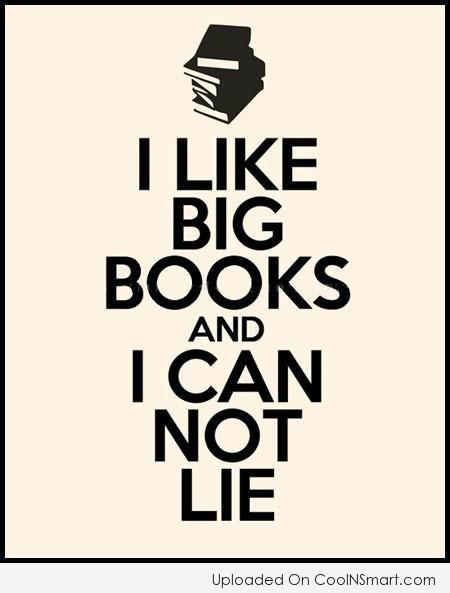 I LIKE
BIG
BOOKS
AND
I CAN
NOT
LIE
Uploaded On CoolNSmart.com